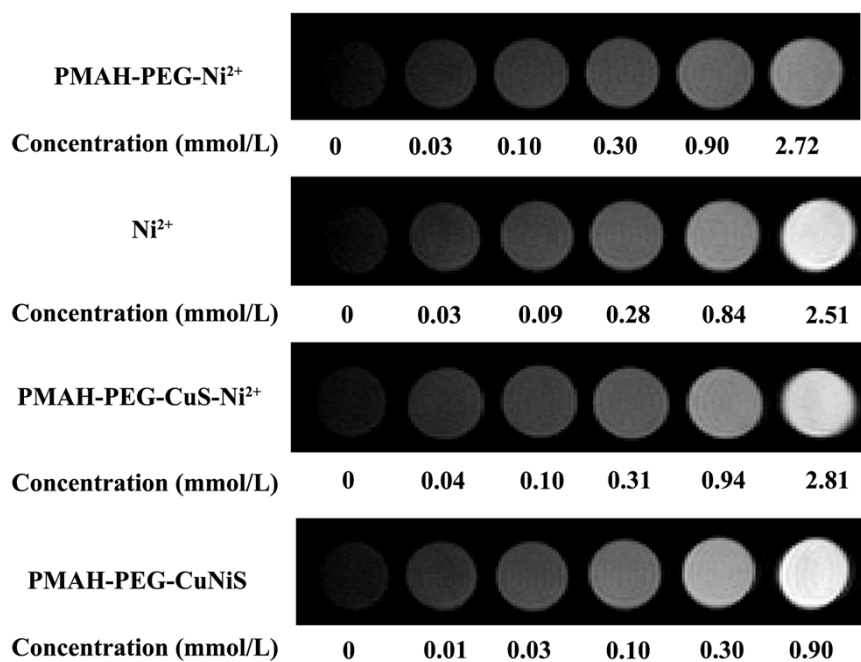 PMAH-PEG-Ni²⁺
Concentration (mmol/L) 0 0.03 0.10 0.30 0.90 2.72
Ni²⁺
Concentration (mmol/L) 0 0.03 0.09 0.28 0.84 2.51
PMAH-PEG-CuS-Ni²⁺
Concentration (mmol/L) 0 0.04 0.10 0.31 0.94 2.81
PMAH-PEG-CuNiS
Concentration (mmol/L) 0 0.01 0.03 0.10 0.30 0.90